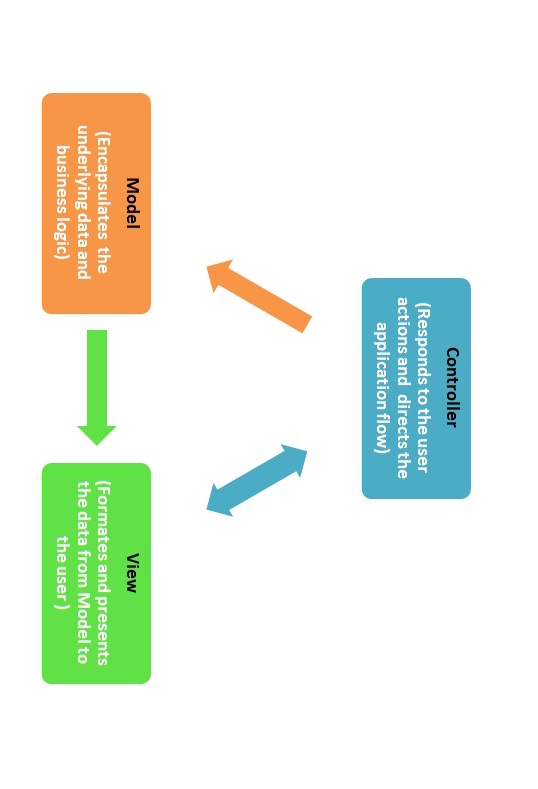 Controller
(Responds to the user
actions and  directs the
application flow)
Model
(Encapsulates  the
underlying data and
business logic)
View
(Formates and presents
the data from Model to
the user )